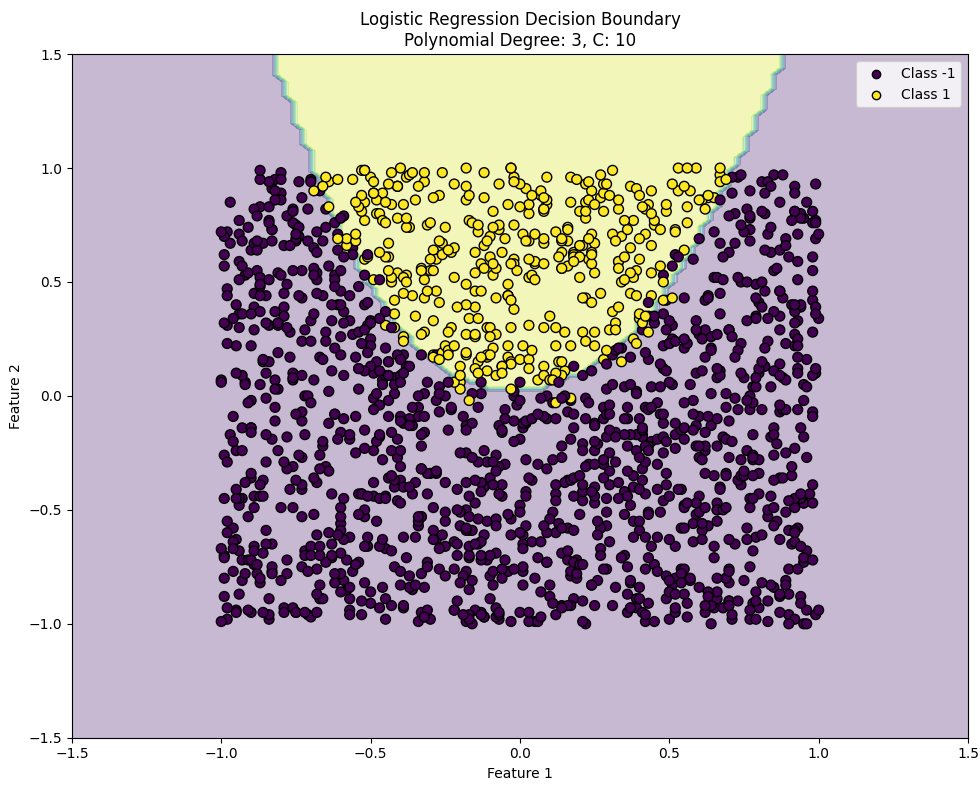 Logistic Regression Decision Boundary
Polynomial Degree: 3, C: 10
Class -1
Class 1
Feature 2
1.5
1.0
0.5
0.0
−0.5
−1.0
−1.5
−1.5 −1.0 −0.5 0.0 0.5 1.0 1.5
Feature 1